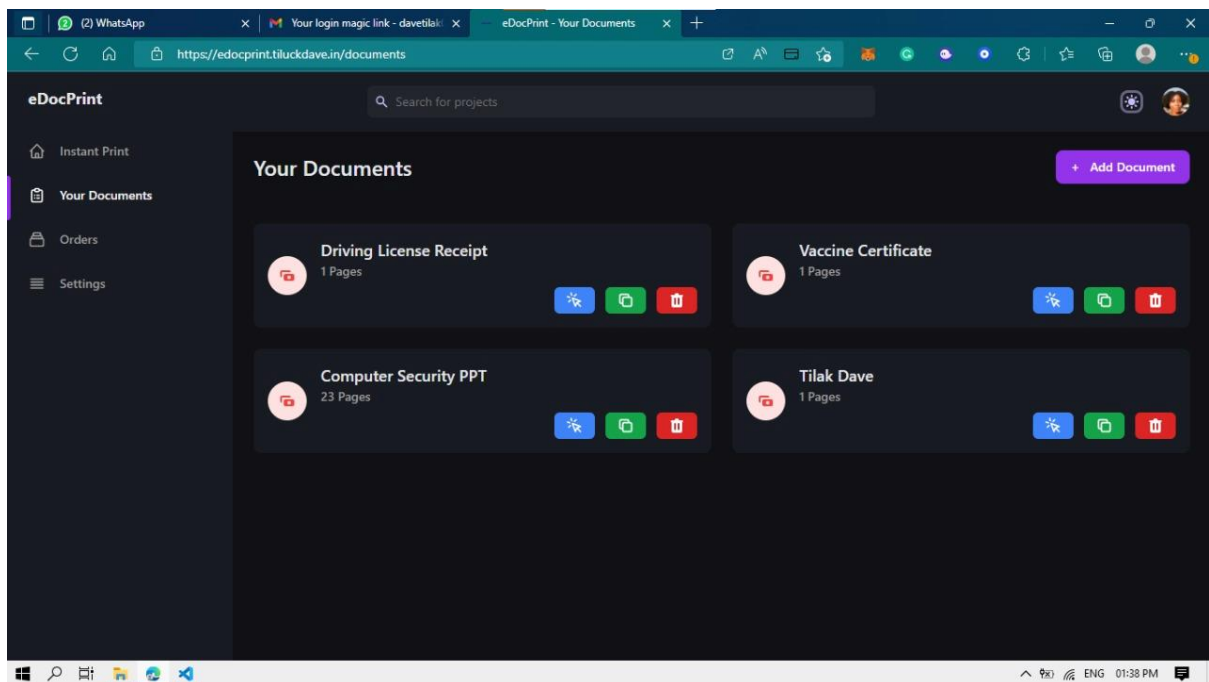 (2) WhatsApp
Your login magic link - davetilak
eDocPrint - Your Documents
https://edocprint.tiluckdave.in/documents
eDocPrint
Search for projects
Instant Print
Your Documents
Orders
Settings
Your Documents
+ Add Document
Driving License Receipt
1 Pages
Vaccine Certificate
1 Pages
Computer Security PPT
23 Pages
Tilak Dave
1 Pages
ENG 01:38 PM